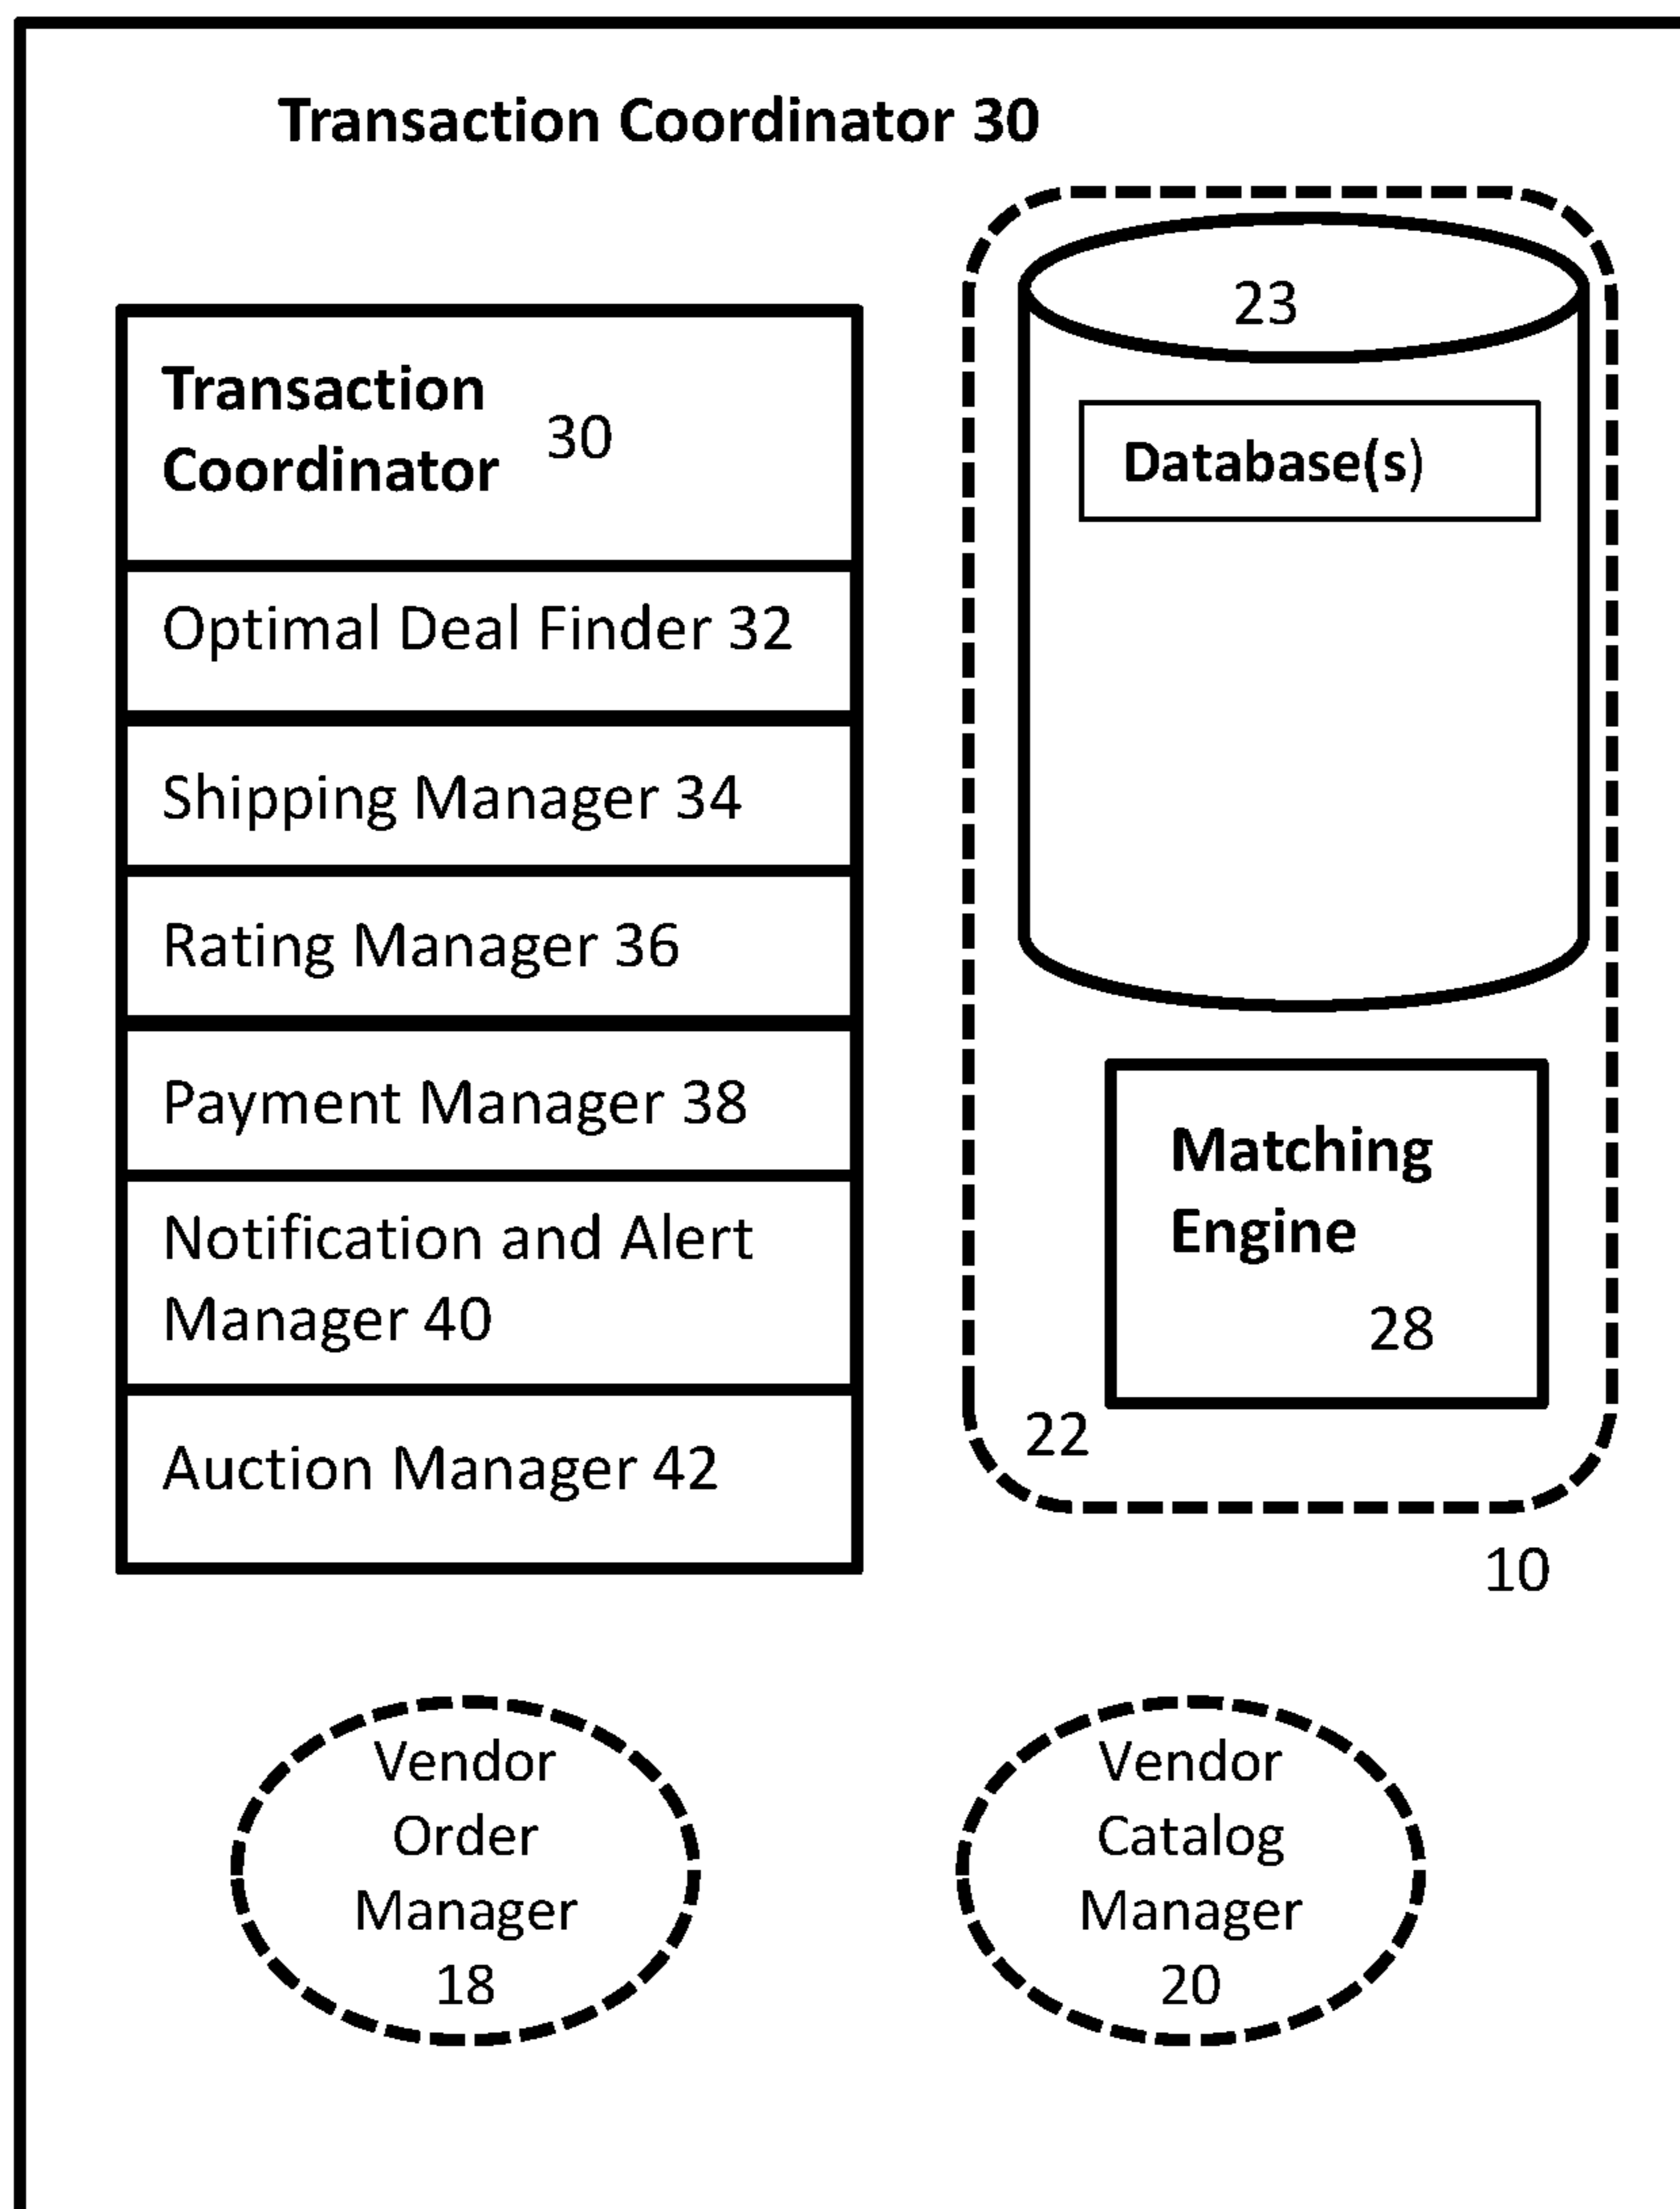 Transaction Coordinator 30
Transaction
Coordinator
30
Optimal Deal Finder 32
Shipping Manager 34
Rating Manager 36
Payment Manager 38
Notification and Alert
Manager 40
Auction Manager 42
23
Database(s)
Matching
Engine
28
22
10
Vendor
Order
Manager
18
Vendor
Catalog
Manager
20